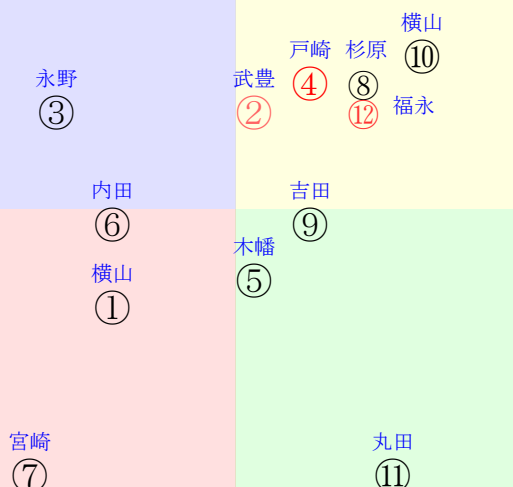 横山
⑩
戸崎
④
杉原
⑧
永野
③
武豊
②
福永
⑫
内田
⑥
吉田
⑨
木幡
⑤
横山
①
宮崎
⑦
丸田
⑪